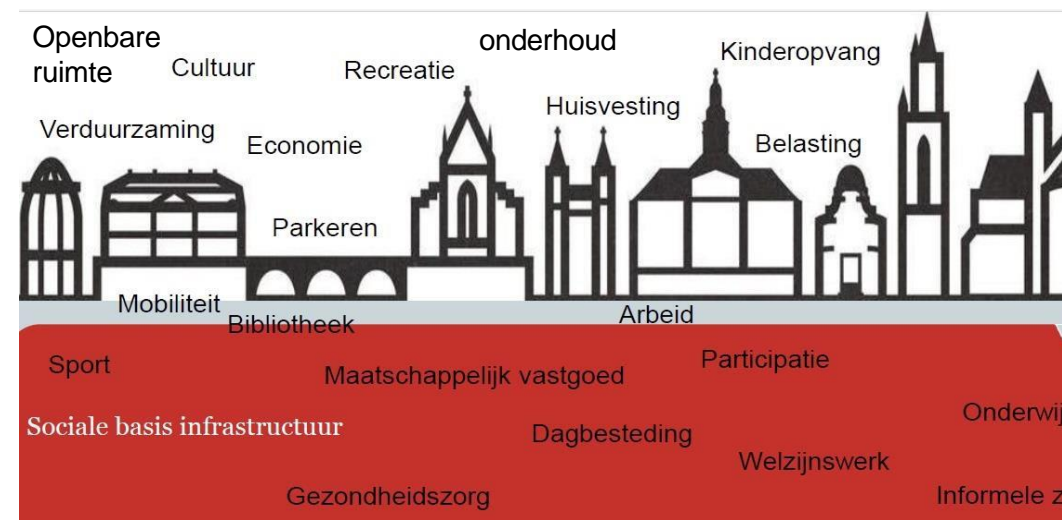 Openbare
ruimte
Cultuur
Recreatie
onderhoud
Kinderopvang
Verduurzaming
Economie
Huisvesting
Belasting
Parkeren
Mobiliteit
Bibliotheek
Arbeid
Sport
Maatschappelijk vastgoed
Participatie
Sociale basis infrastructuur
Dagbesteding
Onderwij
Welzijnswerk
Gezondheidszorg
Informele z